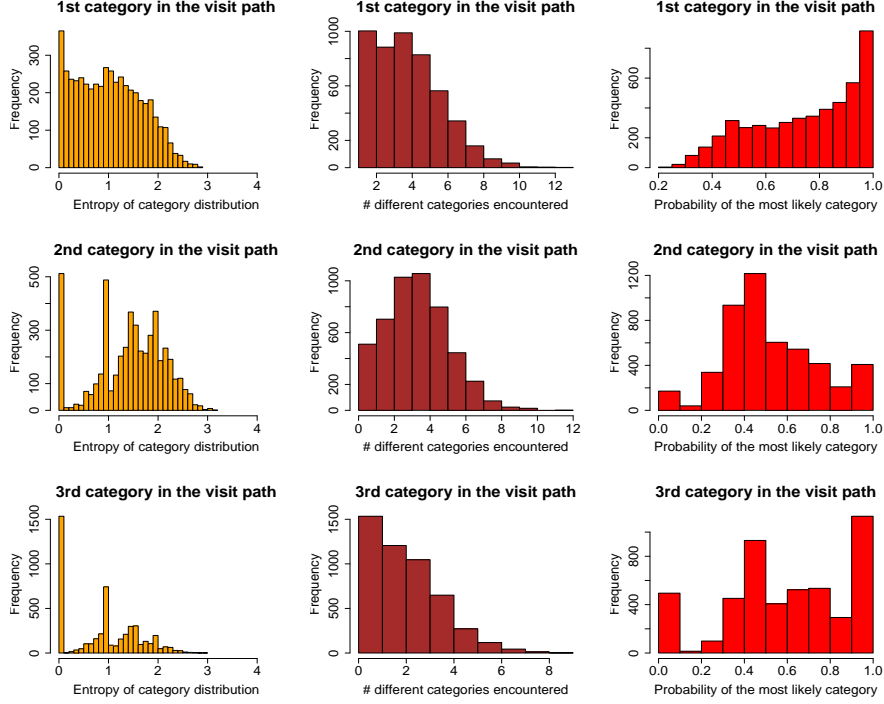 1st category in the visit path
Frequency
0 100 200 300
0 1 2 3 4
Entropy of category distribution
1st category in the visit path
Frequency
0 200 600 1000
2 4 6 8 10 12
# different categories encountered
1st category in the visit path
Frequency
0 200 600
0.2 0.4 0.6 0.8 1.0
Probability of the most likely category
2nd category in the visit path
Frequency
0 100 300 500
0 1 2 3 4
Entropy of category distribution
2nd category in the visit path
Frequency
0 200 600 1000
0 2 4 6 8 10 12
# different categories encountered
2nd category in the visit path
Frequency
0 400 800 1200
0.0 0.2 0.4 0.6 0.8 1.0
Probability of the most likely category
3rd category in the visit path
Frequency
0 500 1000 1500
0 1 2 3 4
Entropy of category distribution
3rd category in the visit path
Frequency
0 500 1000 1500
0 2 4 6 8
# different categories encountered
3rd category in the visit path
Frequency
0 400 800
0.0 0.2 0.4 0.6 0.8 1.0
Probability of the most likely category